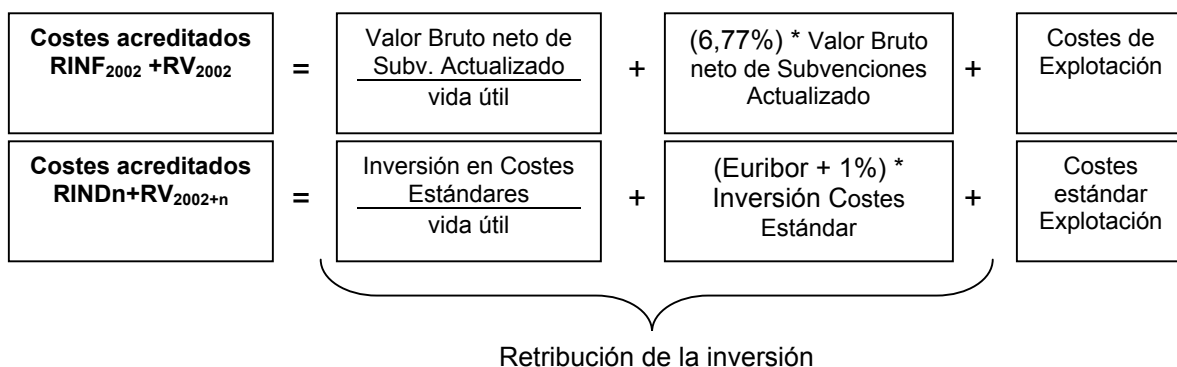 Costes acreditados
RINF2002 +RV2002
=
Valor Bruto neto de
Subv. Actualizado
vida útil
+
(6,77%) * Valor Bruto
neto de Subvenciones
Actualizado
+
Costes de
Explotación
Costes acreditados
RINDn+RV2002+n
=
Inversión en Costes
Estándares
vida útil
+
(Euribor + 1%) *
Inversión Costes
Estándar
+
Costes
estándar
Explotación
Retribución de la inversión